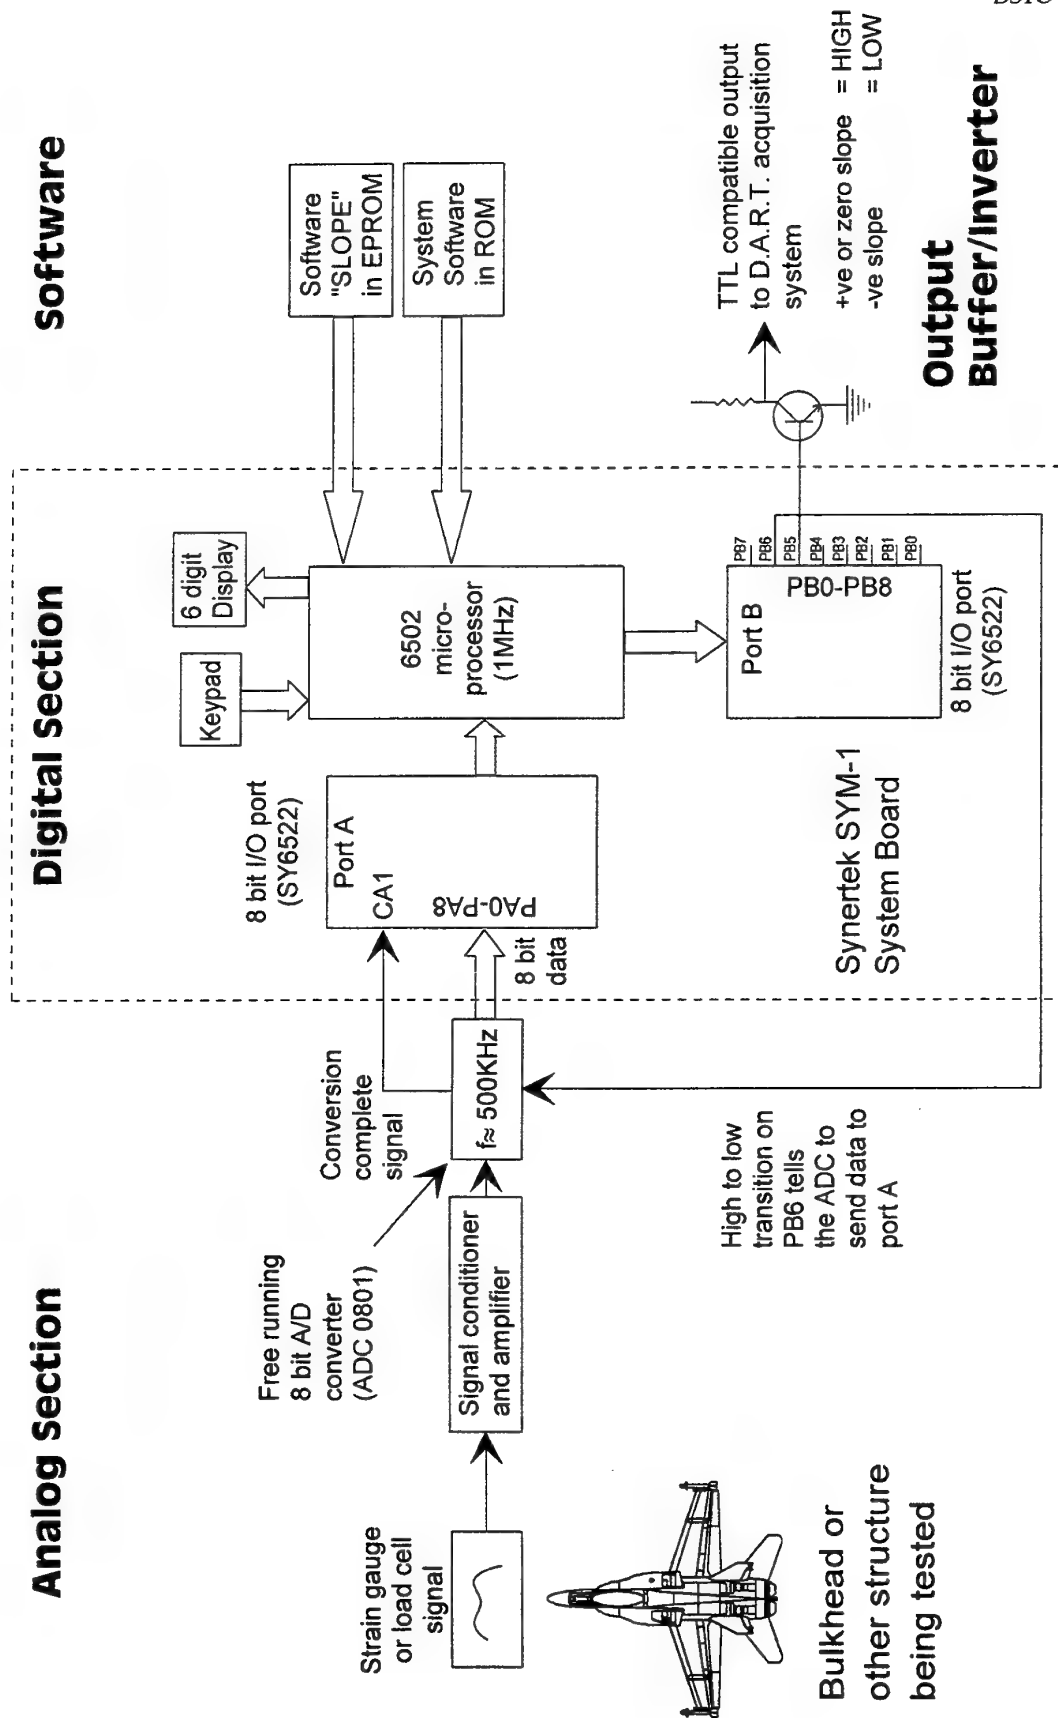 Analog section
Digital section
Software
Strain gauge
or load cell
signal
Bulkhead or
other structure
being tested
Signal conditioner
and amplifier
Free running
8 bit A/D
converter
(ADC 0801)
f≈ 500KHz
Conversion
complete
signal
High to low
transition on
PB6 tells
the ADC to
send data to
port A
8 bit I/O port
(SY6522)
Port A
CA1
PA0-PA8
8 bit
data
Keypad
6 digit
Display
6502
micro-
processor
(1MHz)
Software
"SLOPE"
in EPROM
System
Software
in ROM
Port B
PB0-PB8
PB7
PB6
PB5
PB4
PB3
PB2
PB1
PB0
8 bit I/O port
(SY6522)
Synertek SYM-1
System Board
TTL compatible output
to D.A.R.T. acquisition
system
+ve or zero slope = HIGH
-ve slope = LOW
Output
Buffer/Inverter